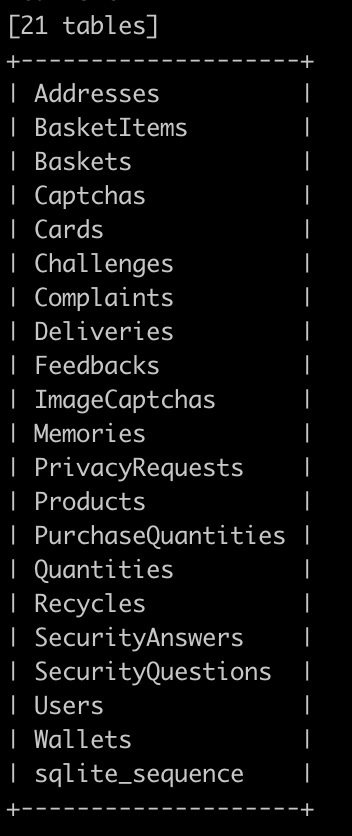 [21 tables]
+--------------------+
| Addresses          |
| BasketItems        |
| Baskets            |
| Captchas           |
| Cards              |
| Challenges         |
| Complaints         |
| Deliveries         |
| Feedbacks          |
| ImageCaptchas      |
| Memories           |
| PrivacyRequests    |
| Products           |
| PurchaseQuantities |
| Quantities         |
| Recycles           |
| SecurityAnswers    |
| SecurityQuestions  |
| Users              |
| Wallets            |
| sqlite_sequence    |
+--------------------+